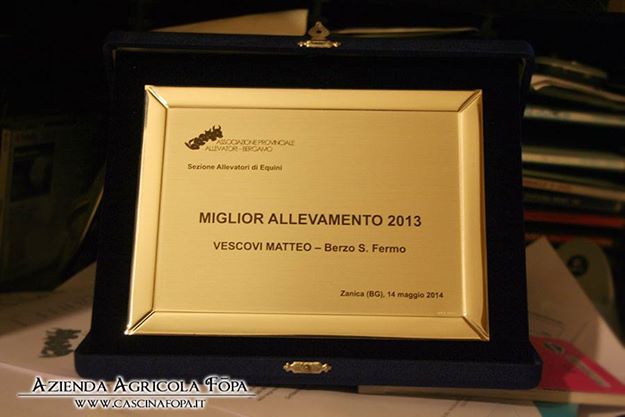 ASSOCIAZIONE PROVINCIALE
ALLEVATORI - BERGAMO
Sezione Allevatori di Equini
MIGLIOR ALLEVAMENTO 2013
VESCOVI MATTEO – Berzo S. Fermo
Zanica (BG), 14 maggio 2014
AZIENDA AGRICOLA FÒPA
WWW.CASCINAFOPA.IT